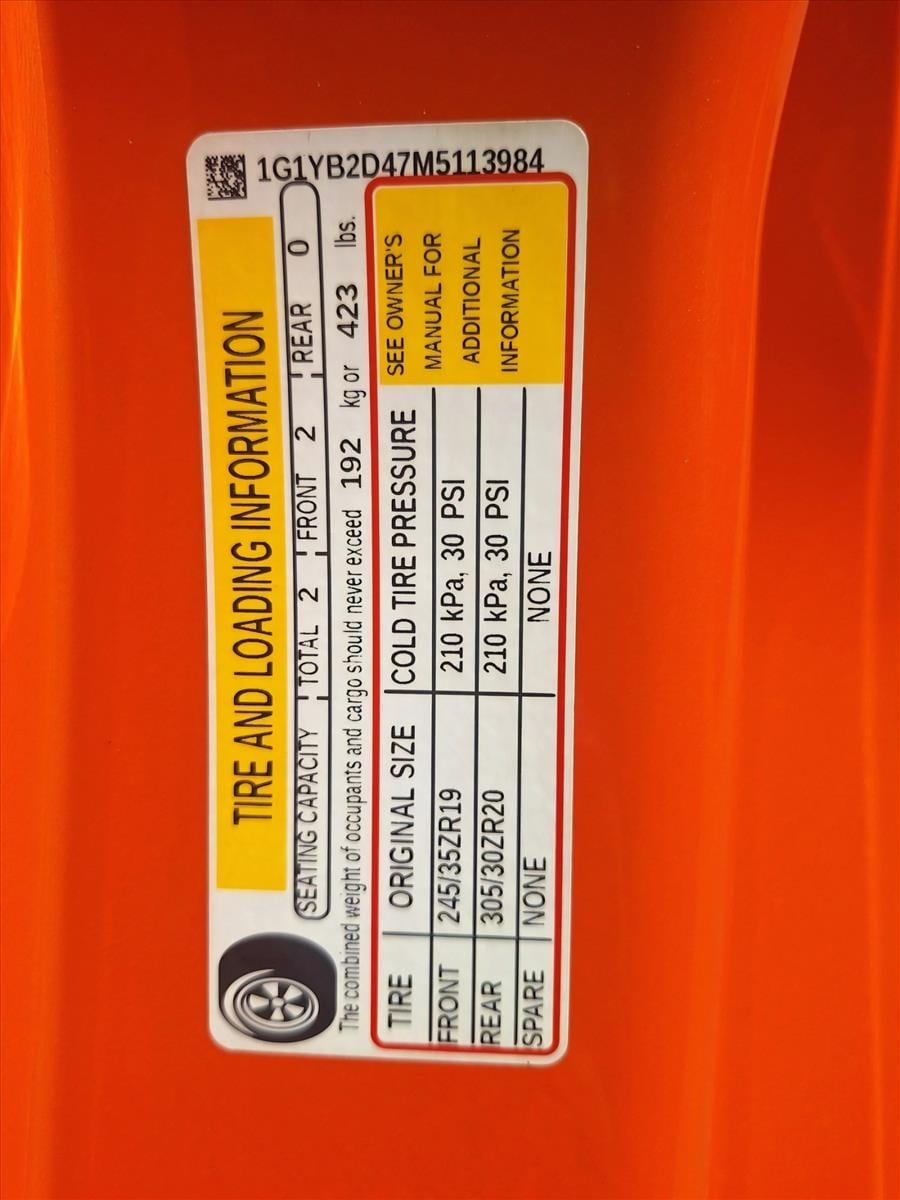 1G1YB2D47M5113984
TIRE AND LOADING INFORMATION
SEATING CAPACITY TOTAL 2 FRONT 2 REAR 0
The combined weight of occupants and cargo should never exceed 192 kg or 423 lbs.
TIRE ORIGINAL SIZE COLD TIRE PRESSURE
FRONT 245/35ZR19 210 kPa, 30 PSI
REAR 305/30ZR20 210 kPa, 30 PSI
SPARE NONE NONE
SEE OWNER'S
MANUAL FOR
ADDITIONAL
INFORMATION